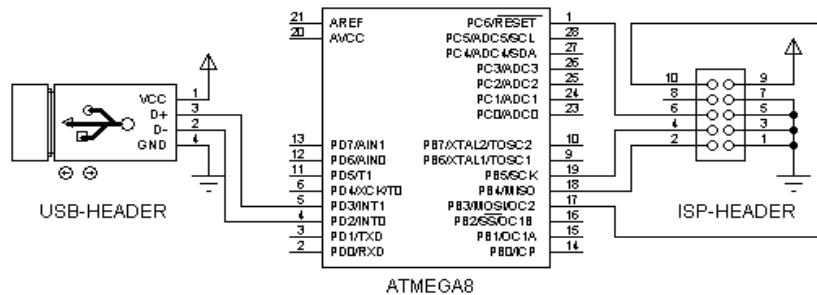 21 AREF PC6/RESET 1
20 AVCC PC5/ADC5/SCL 28
PC4/ADC4/SDA 27
PC3/ADC3 26
PC2/ADC2 25
PC1/ADC1 24
PC0/ADC0 23
13 PD7/AIN1 PB7/XTAL2/TOSC2 10
12 PD6/AIN0 PB6/XTAL1/TOSC1 9
11 PD5/T1 PB5/SCK 19
6 PD4/XCK/T0 PB4/MISO 18
5 PD3/INT1 PB3/MOSI/OC2 17
4 PD2/INT0 PB2/SS/OC1B 16
3 PD1/TXD PB1/OC1A 15
2 PD0/RXD PB0/ICP 14
ATMEGA8
VCC 1
D+ 3
D- 2
GND 4
USB-HEADER
10 9
8 7
6 5
4 3
2 1
ISP-HEADER